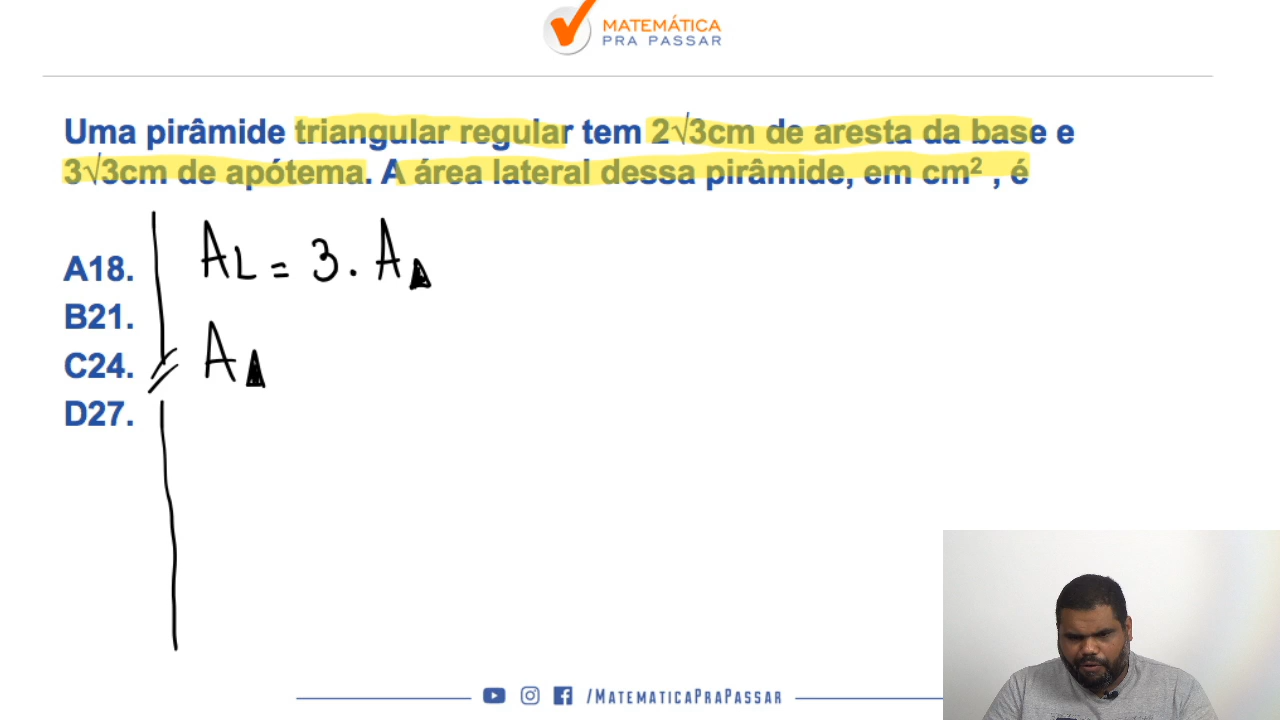 MATEMÁTICA
PRA PASSAR
Uma pirâmide triangular regular tem 2√3cm de aresta da base e
3√3cm de apótema. A área lateral dessa pirâmide, em cm² , é
A18.
B21.
C24.
D27.
AL = 3 . A▲
A▲
/MATEMATICAPRAPASSAR